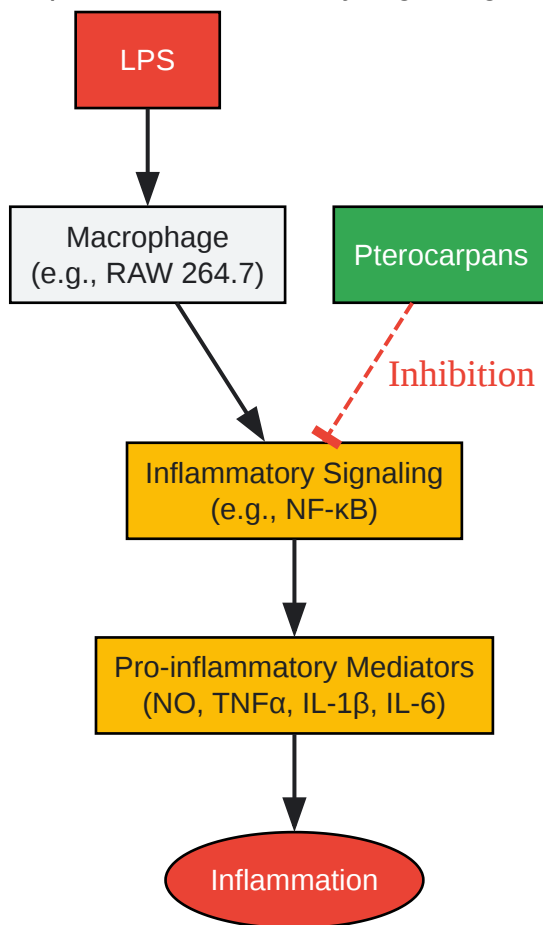 LPS
Macrophage
(e.g., RAW 264.7)
Pterocarpans
Inhibition
Inflammatory Signaling
(e.g., NF-κB)
Pro-inflammatory Mediators
(NO, TNFα, IL-1β, IL-6)
Inflammation